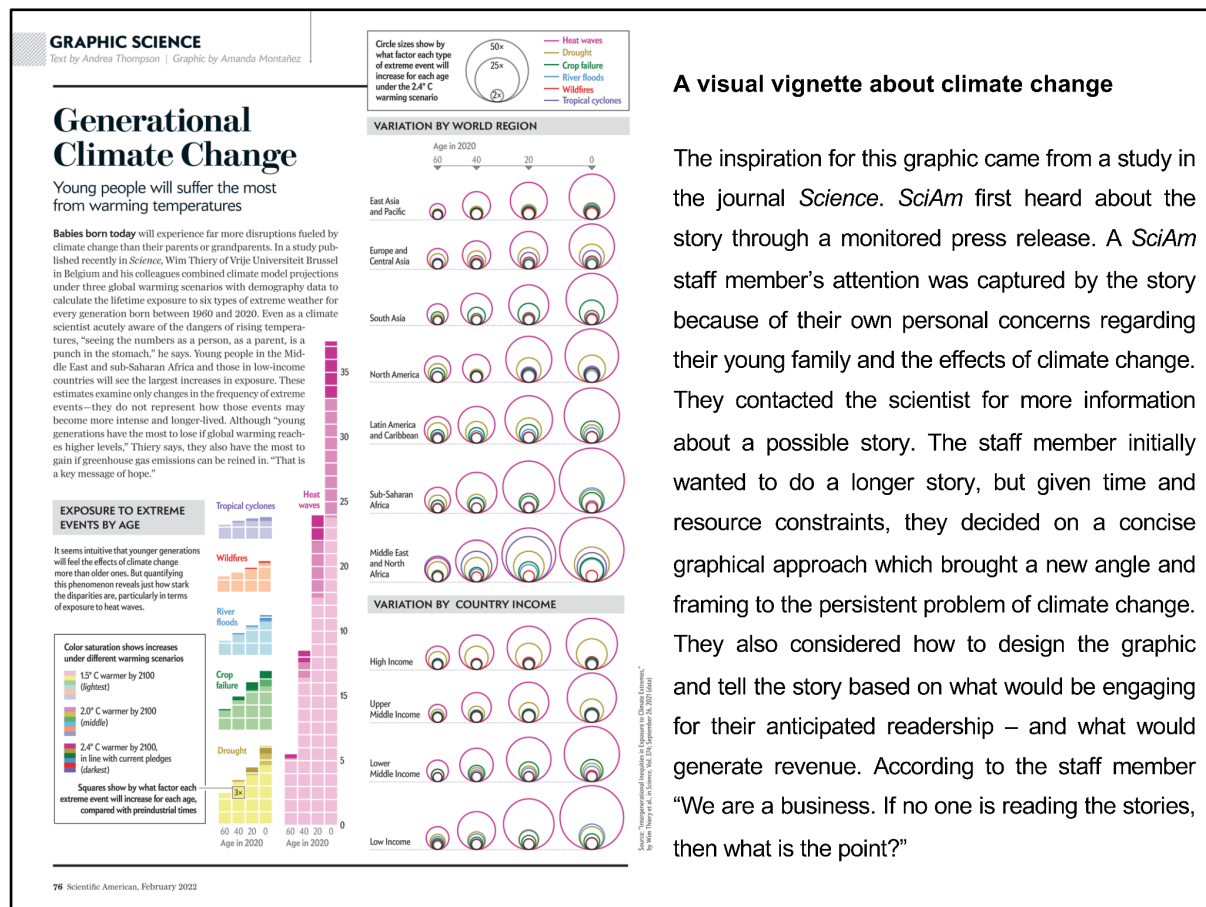 GRAPHIC SCIENCE
Text by Andrea Thompson | Graphic by Amanda Montañez
Generational
Climate Change
Young people will suffer the most
from warming temperatures
Babies born today will experience far more disruptions fueled by
climate change than their parents or grandparents. In a study pub-
lished recently in Science, Wim Thiery of Vrije Universiteit Brussel
in Belgium and his colleagues combined climate model projections
under three global warming scenarios with demography data to
calculate the lifetime exposure to six types of extreme weather for
every generation born between 1960 and 2020. Even as a climate
scientist acutely aware of the dangers of rising tempera-
tures, “seeing the numbers as a person, as a parent, is a
punch in the stomach,” he says. Young people in the Mid-
dle East and sub-Saharan Africa and those in low-income
countries will see the largest increases in exposure. These
estimates examine only changes in the frequency of extreme
events—they do not represent how those events may
become more intense and longer-lived. Although “young
generations have the most to lose if global warming reach-
es higher levels,” Thiery says, they also have the most to
gain if greenhouse gas emissions can be reined in. “That is
a key message of hope.”
EXPOSURE TO EXTREME
EVENTS BY AGE
It seems intuitive that younger generations
will feel the effects of climate change
more than older ones. But quantifying
this phenomenon reveals just how stark
the disparities are, particularly in terms
of exposure to heat waves.
Color saturation shows increases
under different warming scenarios
1.5° C warmer by 2100
(lightest)
2.0° C warmer by 2100
(middle)
2.4° C warmer by 2100,
in line with current pledges
(darkest)
Squares show by what factor each
extreme event will increase for each age,
compared with preindustrial times
Tropical cyclones
Wildfires
River
floods
Crop
failure
Drought
3×
60 40 20 0
Age in 2020
Heat
waves
60 40 20 0
Age in 2020
35
30
25
20
10
15
5
0
Circle sizes show by
what factor each type
of extreme event will
increase for each age
under the 2.4° C
warming scenario
50×
25×
(2×)
Heat waves
Drought
Crop failure
River floods
Wildfires
Tropical cyclones
VARIATION BY WORLD REGION
Age in 2020
60 40 20 0
East Asia
and Pacific
Europe and
Central Asia
South Asia
North America
Latin America
and Caribbean
Sub-Saharan
Africa
Middle East
and North
Africa
VARIATION BY COUNTRY INCOME
High Income
Upper
Middle Income
Lower
Middle Income
Low Income
Source: “Intergenerational Inequities in Exposure to Climate Extremes,”
by Wim Thiery et al., in Science, Vol. 374; September 26, 2021 (data)
76 Scientific American, February 2022
A visual vignette about climate change
The inspiration for this graphic came from a study in
the journal Science. SciAm first heard about the
story through a monitored press release. A SciAm
staff member’s attention was captured by the story
because of their own personal concerns regarding
their young family and the effects of climate change.
They contacted the scientist for more information
about a possible story. The staff member initially
wanted to do a longer story, but given time and
resource constraints, they decided on a concise
graphical approach which brought a new angle and
framing to the persistent problem of climate change.
They also considered how to design the graphic
and tell the story based on what would be engaging
for their anticipated readership – and what would
generate revenue. According to the staff member
“We are a business. If no one is reading the stories,
then what is the point?”